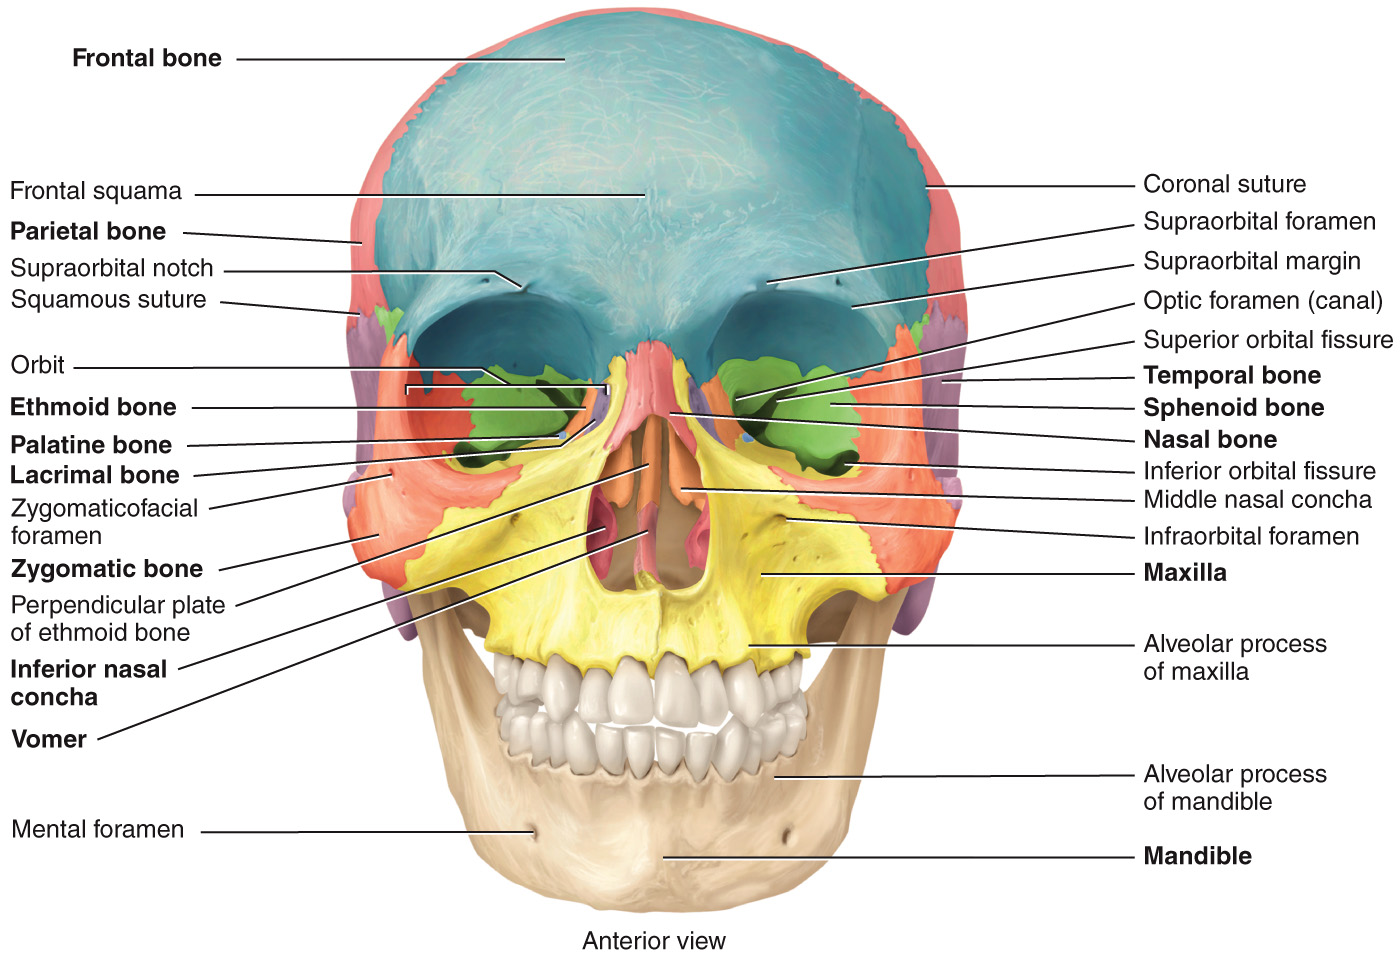 Frontal bone
Frontal squama
Parietal bone
Supraorbital notch
Squamous suture
Orbit
Ethmoid bone
Palatine bone
Lacrimal bone
Zygomaticofacial
foramen
Zygomatic bone
Perpendicular plate
of ethmoid bone
Inferior nasal
concha
Vomer
Mental foramen
Coronal suture
Supraorbital foramen
Supraorbital margin
Optic foramen (canal)
Superior orbital fissure
Temporal bone
Sphenoid bone
Nasal bone
Inferior orbital fissure
Middle nasal concha
Infraorbital foramen
Maxilla
Alveolar process
of maxilla
Alveolar process
of mandible
Mandible
Anterior view